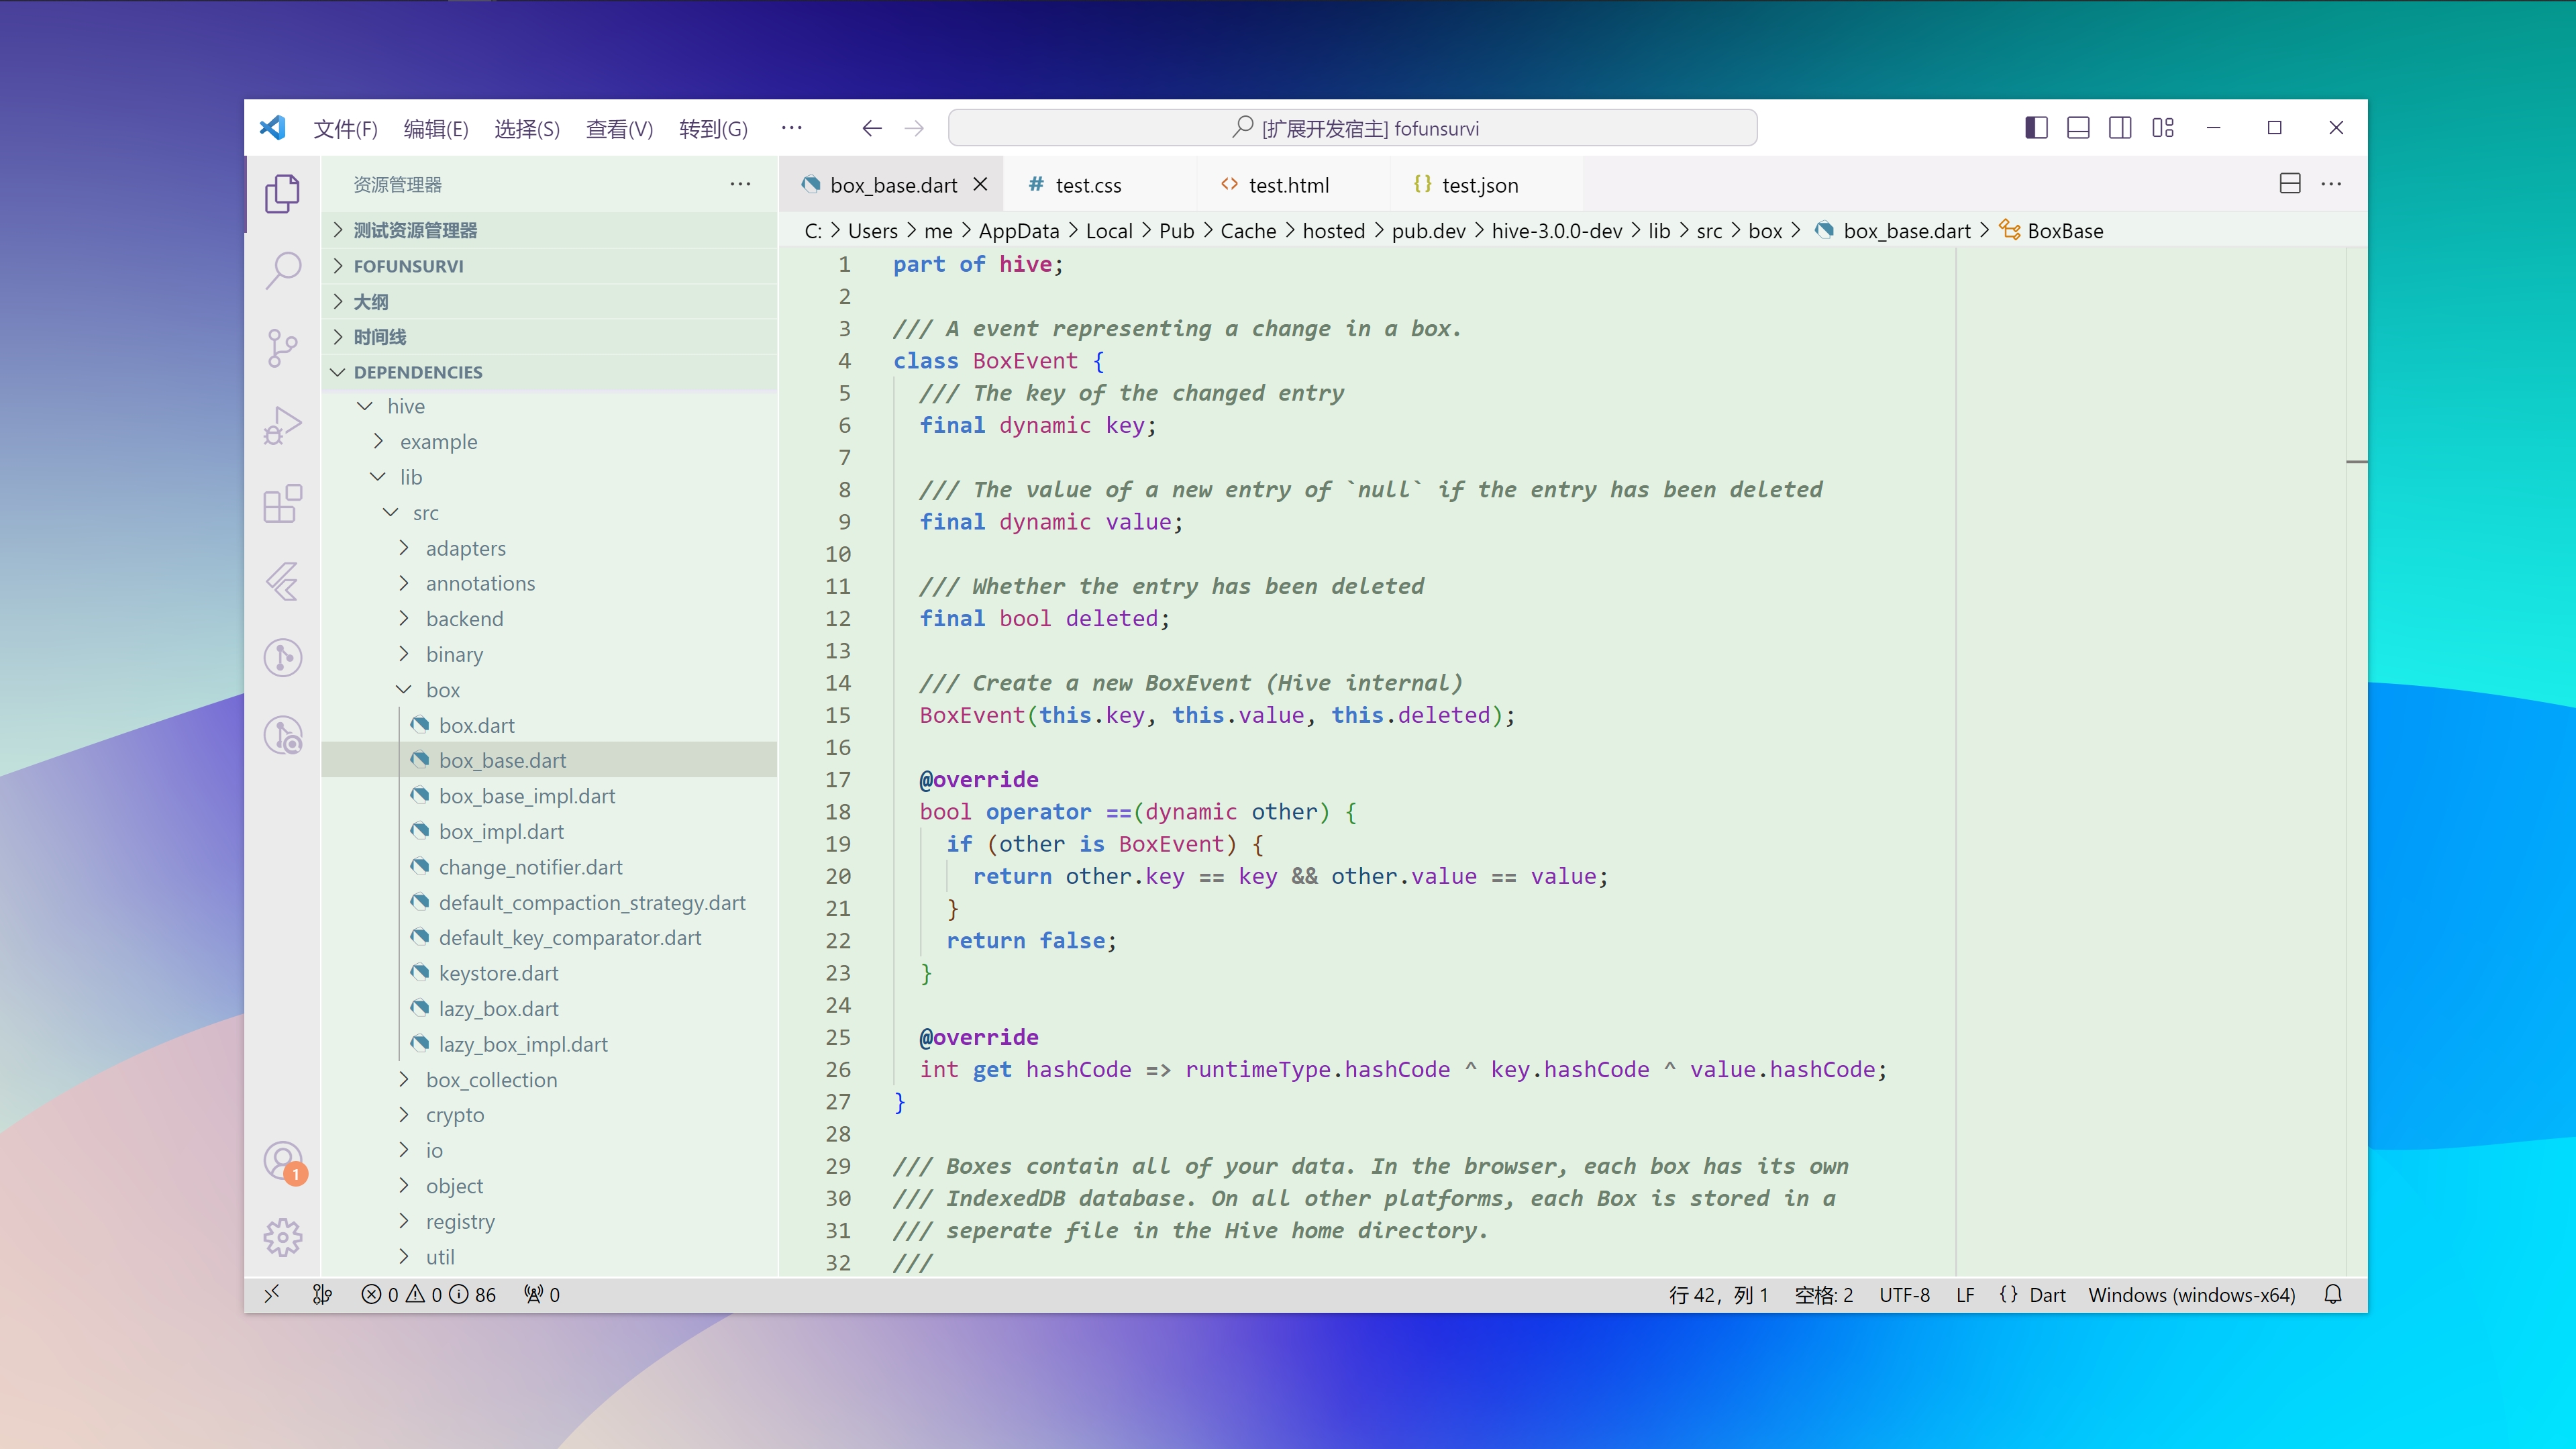 文件(F) 编辑(E) 选择(S) 查看(V) 转到(G) ··· [扩展开发宿主] fofunsurvi
资源管理器 ···
测试资源管理器
FOFUNSURVI
大纲
时间线
DEPENDENCIES
hive
example
lib
src
adapters
annotations
backend
binary
box
box.dart
box_base.dart
box_base_impl.dart
box_impl.dart
change_notifier.dart
default_compaction_strategy.dart
default_key_comparator.dart
keystore.dart
lazy_box.dart
lazy_box_impl.dart
box_collection
crypto
io
object
registry
util
1
box_base.dart # test.css <> test.html {} test.json
C: > Users > me > AppData > Local > Pub > Cache > hosted > pub.dev > hive-3.0.0-dev > lib > src > box > box_base.dart > BoxBase
1 part of hive;
2
3 /// A event representing a change in a box.
4 class BoxEvent {
5   /// The key of the changed entry
6   final dynamic key;
7
8   /// The value of a new entry of `null` if the entry has been deleted
9   final dynamic value;
10
11   /// Whether the entry has been deleted
12   final bool deleted;
13
14   /// Create a new BoxEvent (Hive internal)
15   BoxEvent(this.key, this.value, this.deleted);
16
17   @override
18   bool operator ==(dynamic other) {
19     if (other is BoxEvent) {
20       return other.key == key && other.value == value;
21     }
22     return false;
23   }
24
25   @override
26   int get hashCode => runtimeType.hashCode ^ key.hashCode ^ value.hashCode;
27 }
28
29 /// Boxes contain all of your data. In the browser, each box has its own
30 /// IndexedDB database. On all other platforms, each Box is stored in a
31 /// seperate file in the Hive home directory.
32 ///
0 0 86 0 行 42，列 1 空格: 2 UTF-8 LF {} Dart Windows (windows-x64)